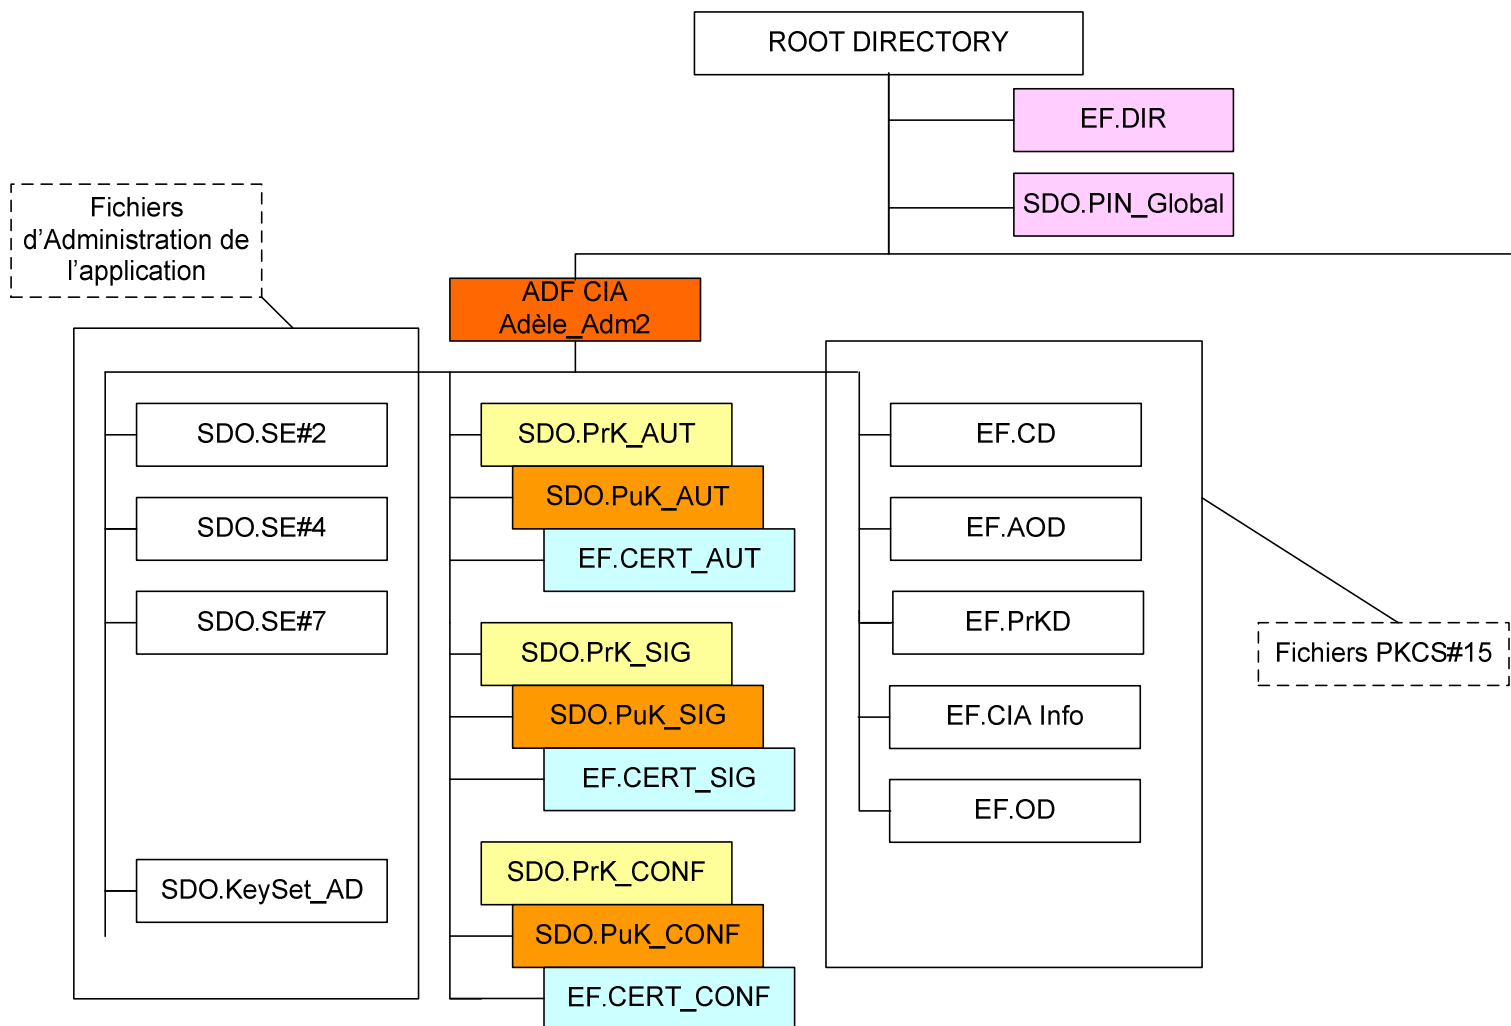 ROOT DIRECTORY
EF.DIR
SDO.PIN_Global
Fichiers
d’Administration de
l’application
ADF CIA
Adèle_Adm2
SDO.SE#2
SDO.SE#4
SDO.SE#7
SDO.KeySet_AD
SDO.PrK_AUT
SDO.PuK_AUT
EF.CERT_AUT
SDO.PrK_SIG
SDO.PuK_SIG
EF.CERT_SIG
SDO.PrK_CONF
SDO.PuK_CONF
EF.CERT_CONF
EF.CD
EF.AOD
EF.PrKD
EF.CIA Info
EF.OD
Fichiers PKCS#15